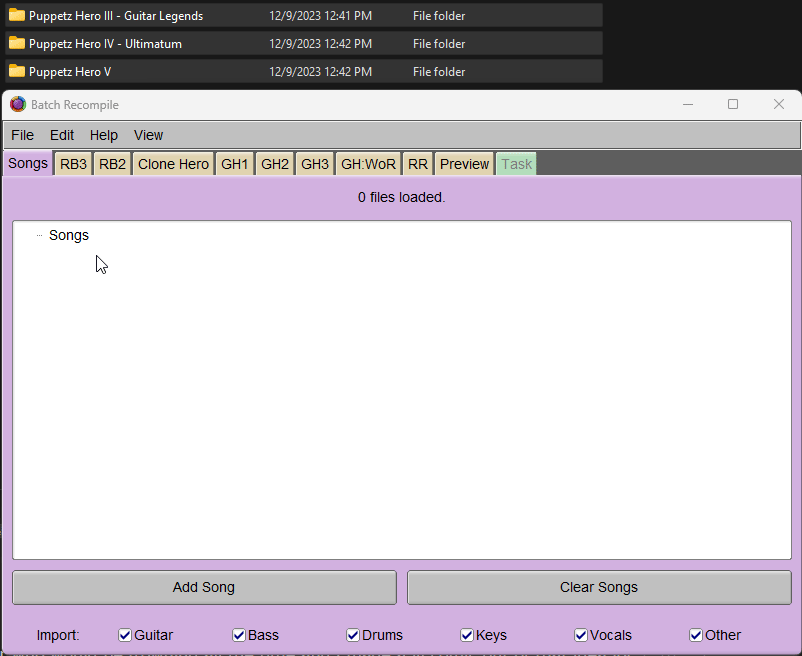 Puppetz Hero III - Guitar Legends 12/9/2023 12:41 PM File folder
Puppetz Hero IV - Ultimatum 12/9/2023 12:42 PM File folder
Puppetz Hero V 12/9/2023 12:42 PM File folder
Batch Recompile
File Edit Help View
Songs RB3 RB2 Clone Hero GH1 GH2 GH3 GH:WoR RR Preview Task
0 files loaded.
Songs
Add Song Clear Songs
Import: Guitar Bass Drums Keys Vocals Other